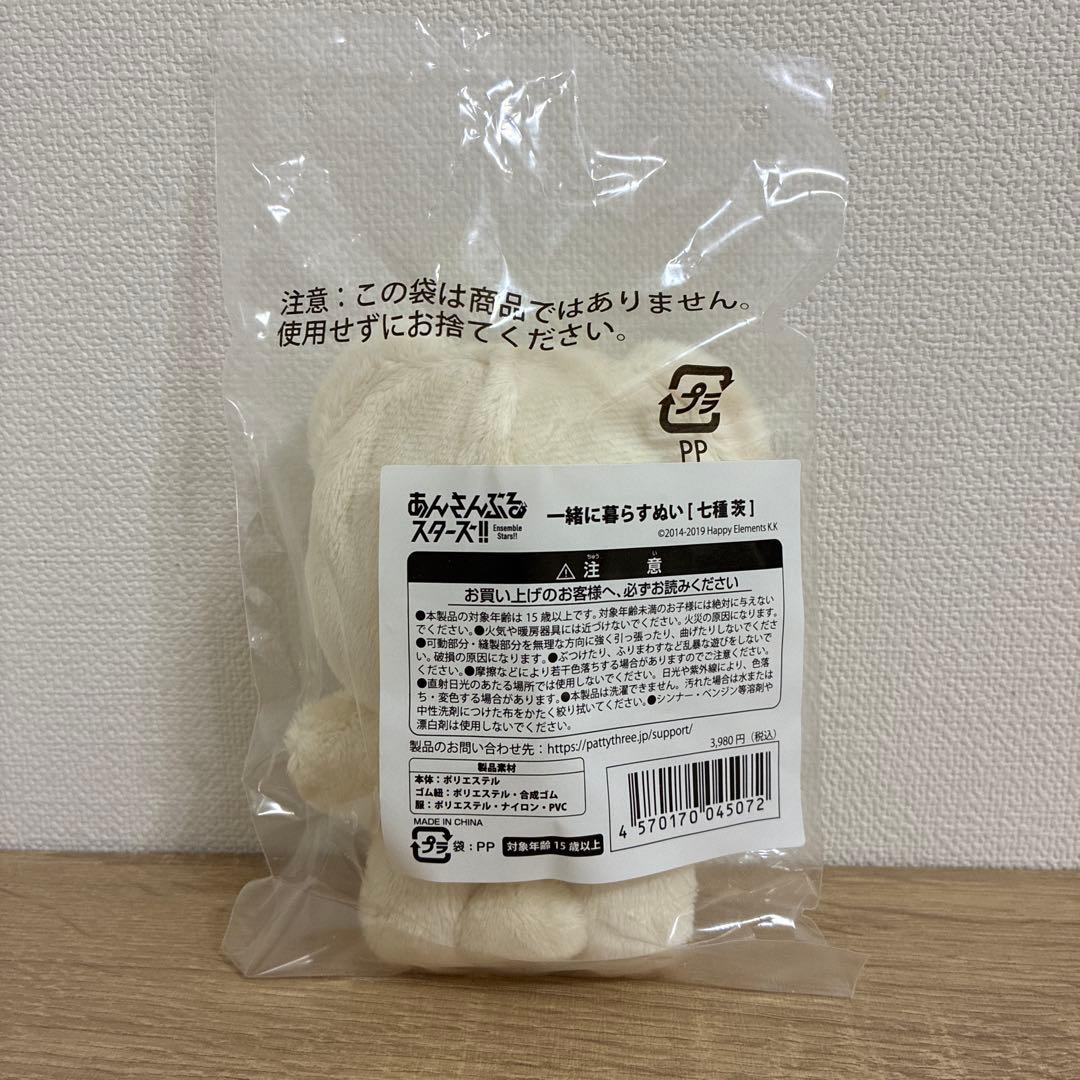 注意：この袋は商品ではありません。
使用せずにお捨てください。
プラ
PP
あんさんぶる
スターズ!!
Ensemble
Stars!!
一緒に暮らすぬい [ 七種 茨 ]
©2014-2019 Happy Elements K.K
ちゅう い
⚠ 注 意
お買い上げのお客様へ、必ずお読みください
●本製品の対象年齢は 15 歳以上です。対象年齢未満のお子様には絶対に与えない
でください。●火気や暖房器具には近づけないでください。火災の原因になります。
●可動部分・縫製部分を無理な方向に強く引っ張ったり、曲げたりしないでくださ
い。破損の原因になります。●ぶつけたり、ふりまわすなど乱暴な遊びをしないで
ください。●摩擦などにより若干色落ちする場合がありますのでご注意ください。
●直射日光のあたる場所では使用しないでください。日光や紫外線により、色落
ち・変色する場合があります。●本製品は洗濯できません。汚れた場合は水または
中性洗剤につけた布をかたく絞り拭いてください。●シンナー・ベンジン等溶剤や
漂白剤は使用しないでください。
製品のお問い合わせ先：https://pattythree.jp/support/
3,980 円（税込）
製品素材
本体：ポリエステル
ゴム紐：ポリエステル・合成ゴム
服：ポリエステル・ナイロン・PVC
MADE IN CHINA
プラ 袋：PP 対象年齢 15 歳以上
4 570170 045072